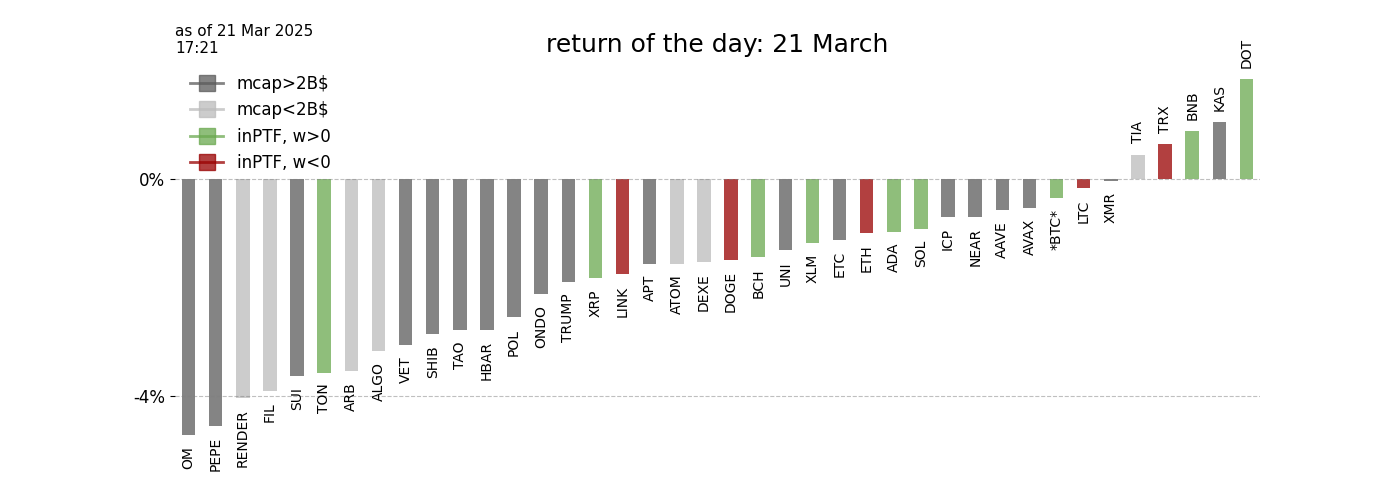 as of 21 Mar 2025
17:21
return of the day: 21 March
mcap>2B$
mcap<2B$
inPTF, w>0
inPTF, w<0
0%
-4%
OM
PEPE
RENDER
FIL
SUI
TON
ARB
ALGO
VET
SHIB
TAO
HBAR
POL
ONDO
TRUMP
XRP
LINK
APT
ATOM
DEXE
DOGE
BCH
UNI
XLM
ETC
ETH
ADA
SOL
ICP
NEAR
AAVE
AVAX
*BTC*
LTC
XMR
TIA
TRX
BNB
KAS
DOT